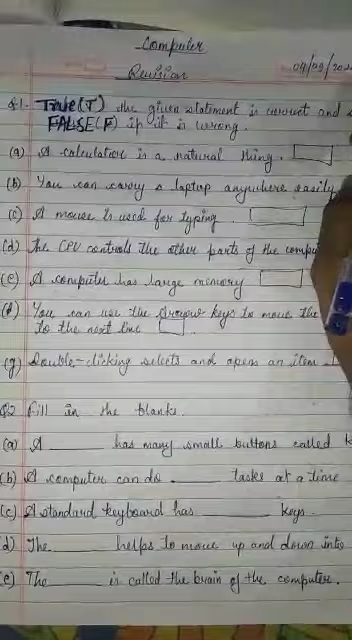 Computer
Revision
04/09/202
Q1- True(T) the given statement is correct and
FALSE(F) if it is wrong.
(a) A calculator is a natural thing.
(b) You can carry a laptop anywhere easily
(c) A mouse is used for typing.
(d) The CPU controls the other parts of the compu
(e) A computer has large memory
(f) You can use the arrow keys to move the
to the next line
(g) Double-clicking selects and opens an item
Q2 Fill in the blanks.
(a) A ______ has many small buttons called k
(b) A computer can do ______ tasks at a time
(c) A standard keyboard has ______ keys.
(d) The ______ helps to move up and down into
(e) The ______ is called the brain of the computer.